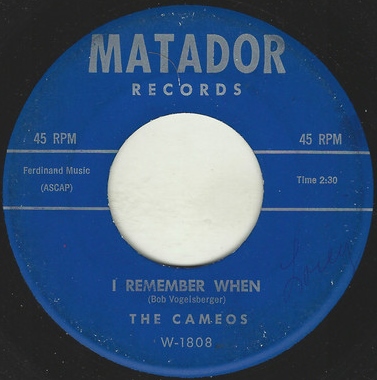 MATADOR
RECORDS
45 RPM
45 RPM
Ferdinand Music
(ASCAP)
Time 2:30
I REMEMBER WHEN
(Bob Vogelsberger)
THE CAMEOS
W-1808